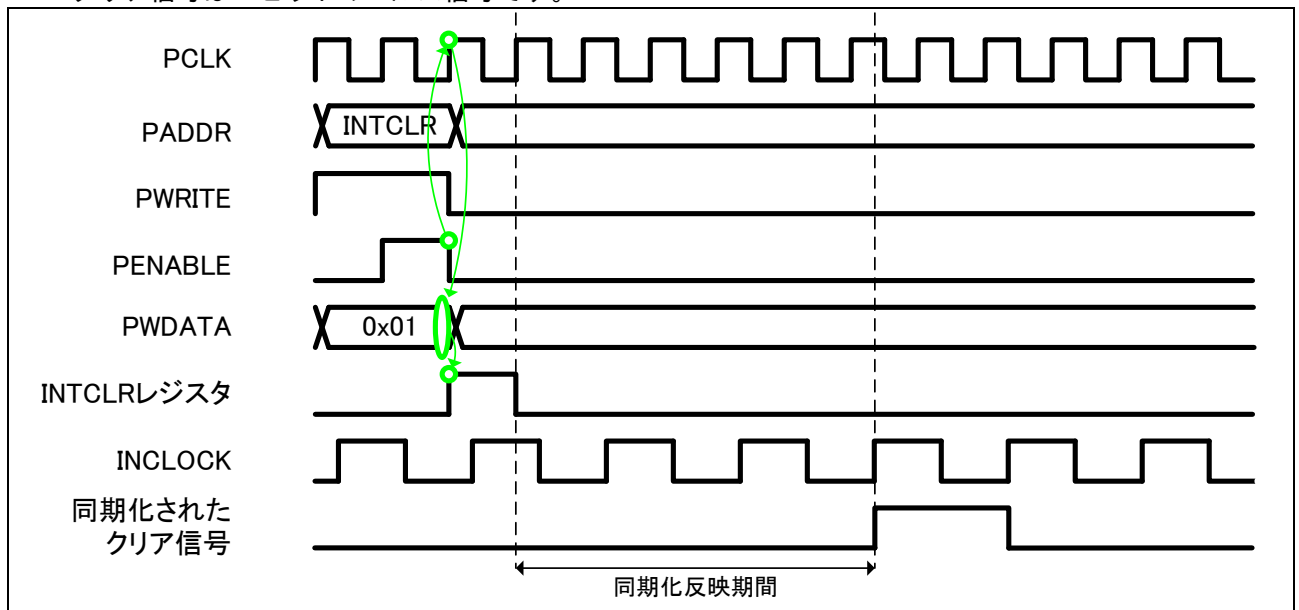 PCLK
PADDR
INTCLR
PWRITE
PENABLE
PWDATA
0x01
INTCLRレジスタ
INCLOCK
同期化された
クリア信号
同期化反映期間